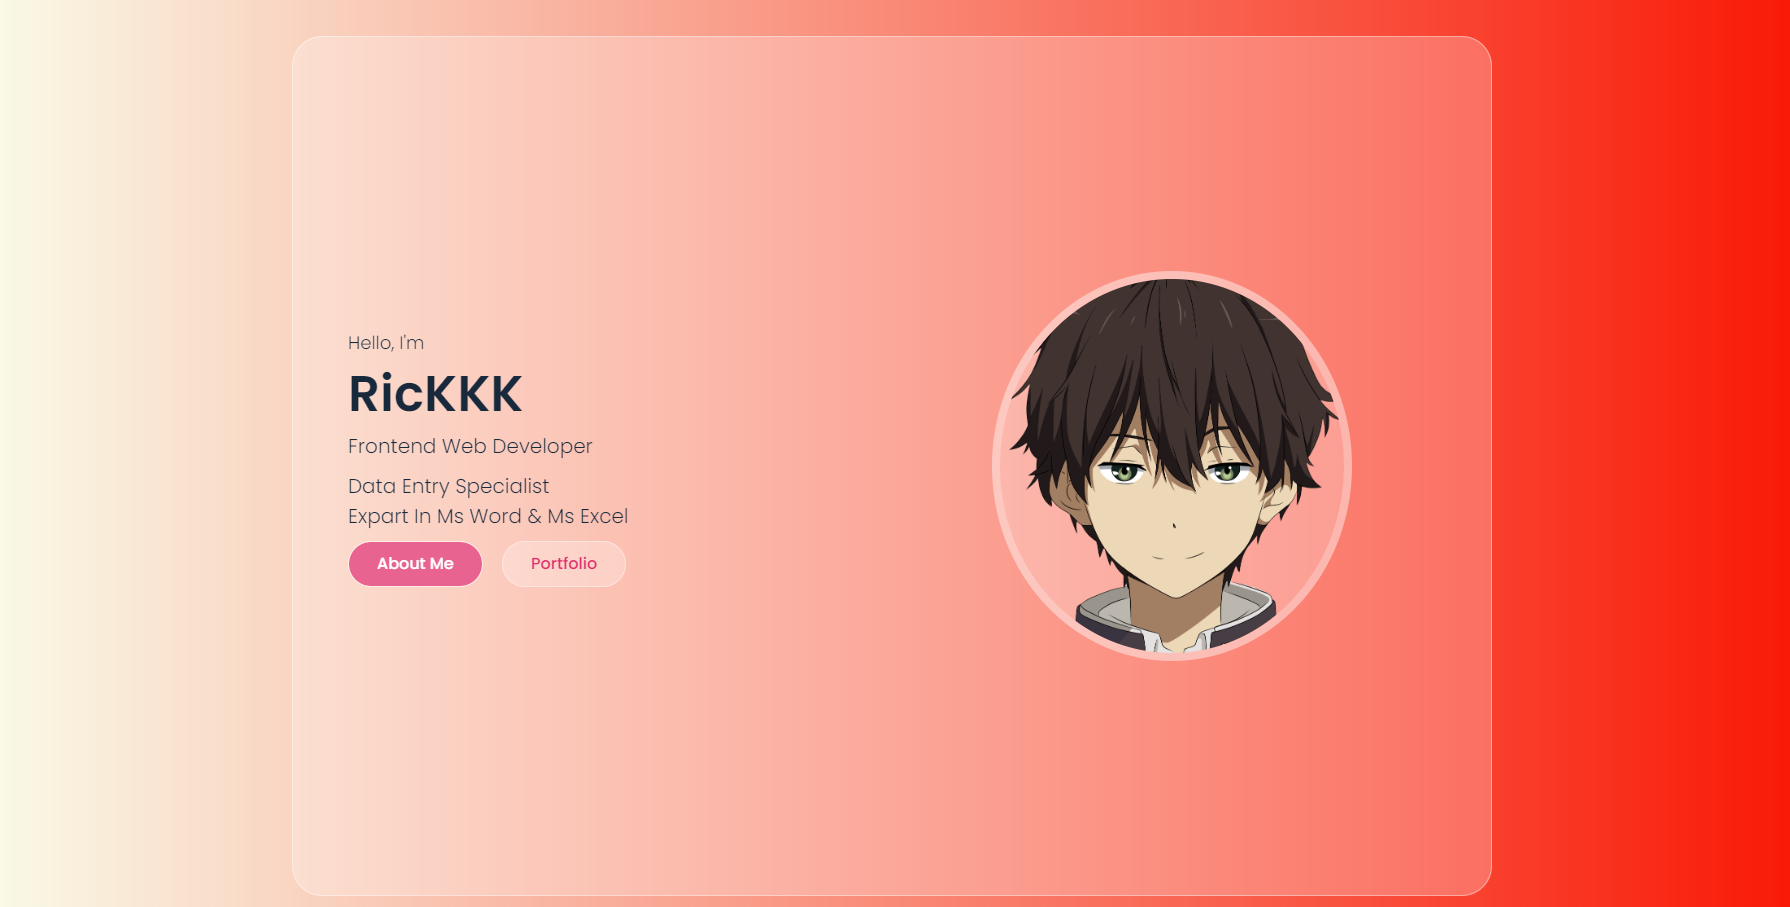 Hello, I'm
RicKKK
Frontend Web Developer
Data Entry Specialist
Expart In Ms Word & Ms Excel
About Me
Portfolio